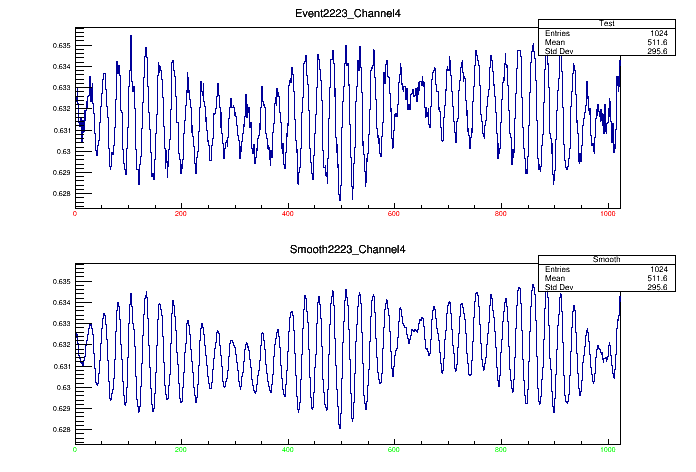 Event2223_Channel4
Test
Entries 1024
Mean 511.6
Std Dev 295.6
0.635
0.634
0.633
0.632
0.631
0.63
0.629
0.628
0 200 400 600 800 1000
Smooth2223_Channel4
Smooth
Entries 1024
Mean 511.6
Std Dev 295.6
0.635
0.634
0.633
0.632
0.631
0.63
0.629
0.628
0 200 400 600 800 1000